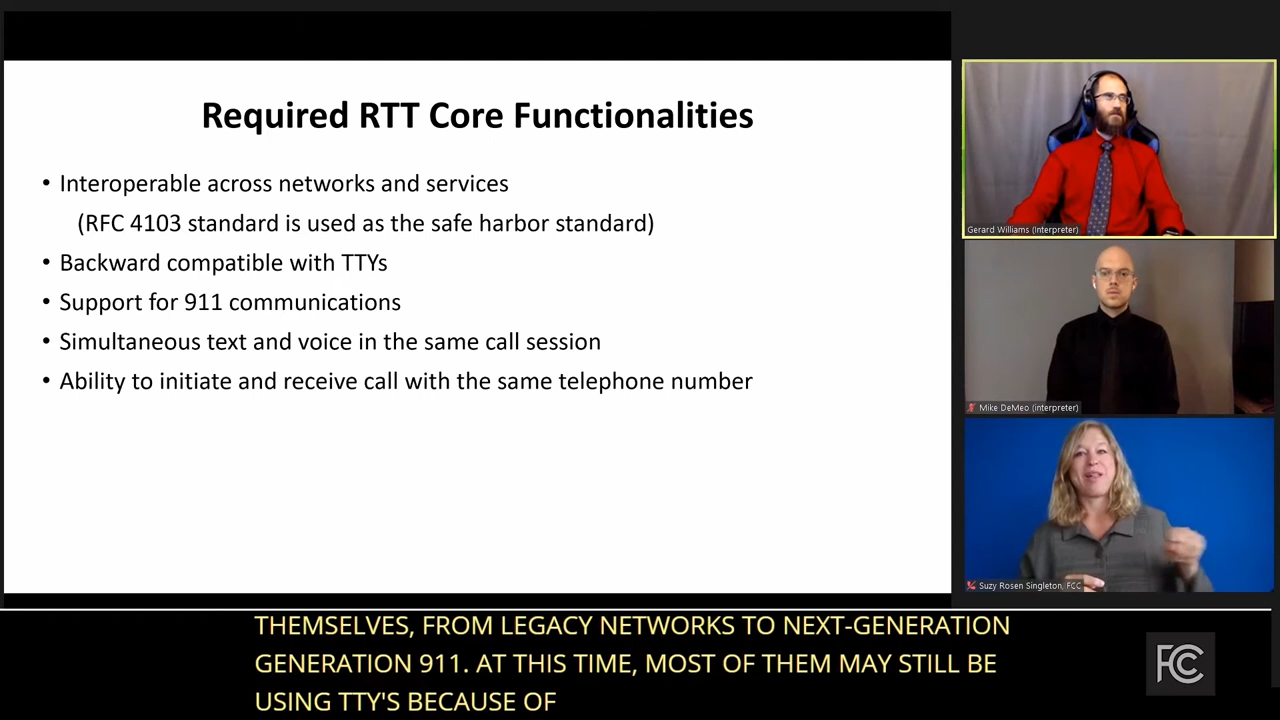 Required RTT Core Functionalities
• Interoperable across networks and services
(RFC 4103 standard is used as the safe harbor standard)
• Backward compatible with TTYs
• Support for 911 communications
• Simultaneous text and voice in the same call session
• Ability to initiate and receive call with the same telephone number
Gerard Williams (Interpreter)
Mike DeMeo (interpreter)
Suzy Rosen Singleton, FCC
THEMSELVES, FROM LEGACY NETWORKS TO NEXT-GENERATION
GENERATION 911. AT THIS TIME, MOST OF THEM MAY STILL BE
USING TTY'S BECAUSE OF
FCC